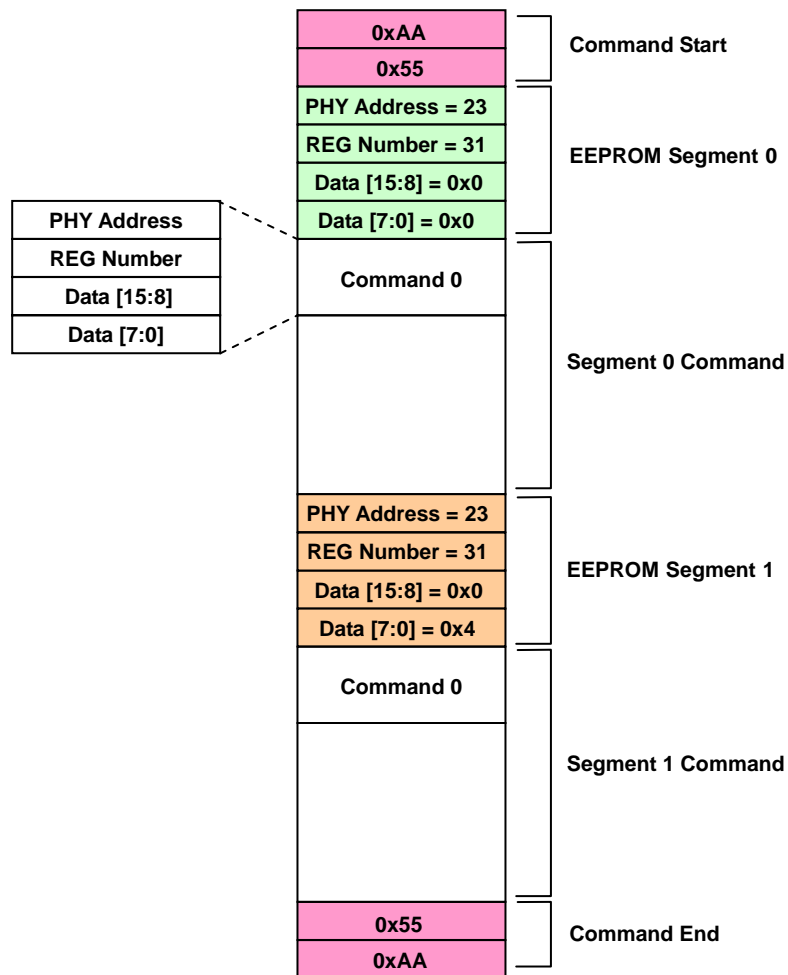 0xAA
0x55
Command Start
PHY Address = 23
REG Number = 31
Data [15:8] = 0x0
Data [7:0] = 0x0
EEPROM Segment 0
PHY Address
REG Number
Data [15:8]
Data [7:0]
Command 0
Segment 0 Command
PHY Address = 23
REG Number = 31
Data [15:8] = 0x0
Data [7:0] = 0x4
EEPROM Segment 1
Command 0
Segment 1 Command
0x55
0xAA
Command End